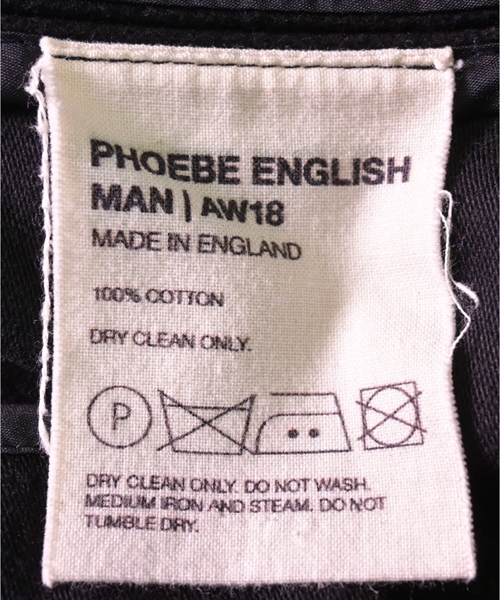 PHOEBE ENGLISH
MAN | AW18
MADE IN ENGLAND
100% COTTON
DRY CLEAN ONLY.
P
DRY CLEAN ONLY. DO NOT WASH.
MEDIUM IRON AND STEAM. DO NOT
TUMBLE DRY.